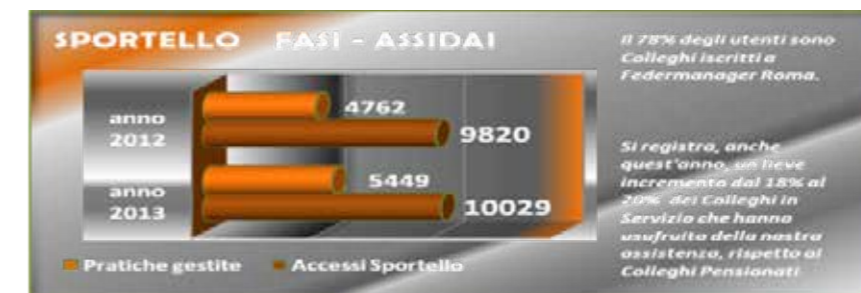 SPORTELLO FASI - ASSIDAI
Il 78% degli utenti sono
Colleghi iscritti a
Federmanager Roma.
anno
2012
4762
9820
anno
2013
5449
10029
Pratiche gestite
Accessi Sportello
Si registra, anche
quest'anno, un lieve
incremento dal 18% al
20% dei Colleghi in
Servizio che hanno
usufruito della nostra
assistenza, rispetto ai
Colleghi Pensionati